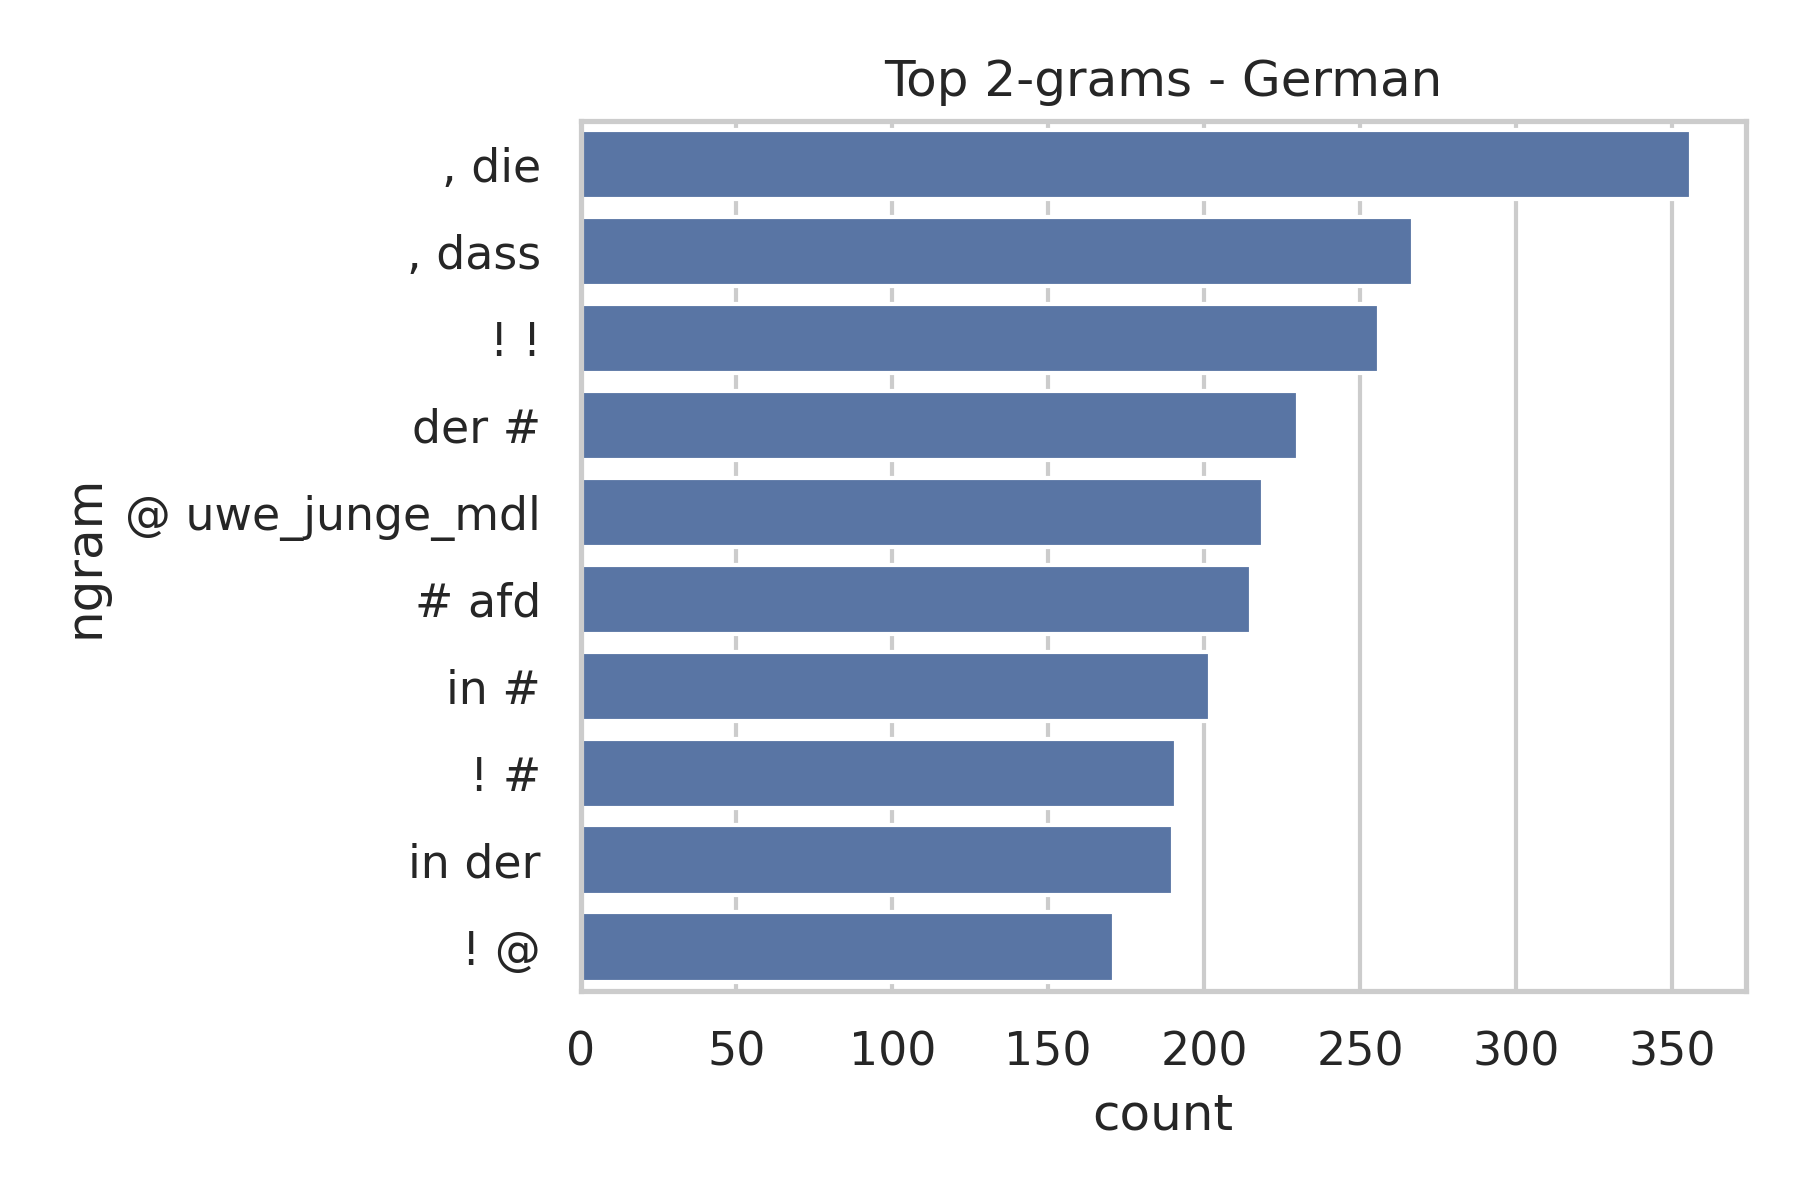 Top 2-grams - German
, die
, dass
! !
der #
@ uwe_junge_mdl
# afd
in #
! #
in der
! @
ngram
0 50 100 150 200 250 300 350
count